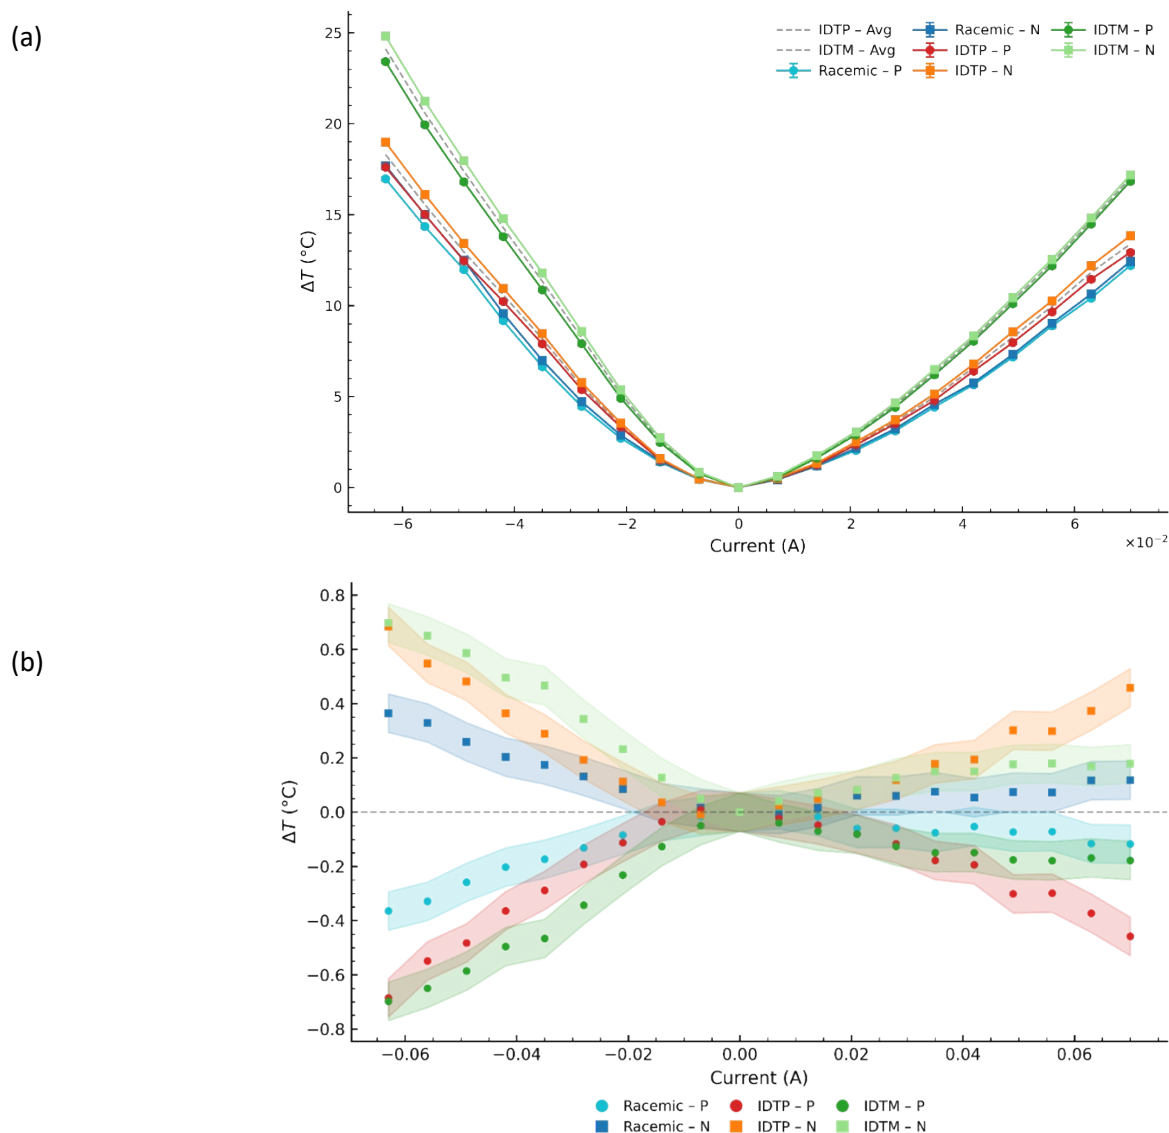 (a)
IDTP – Avg
IDTM – Avg
Racemic – P
Racemic – N
IDTP – P
IDTP – N
IDTM – P
IDTM – N
25
20
15
10
5
0
ΔT (°C)
−6
−4
−2
0
2
4
6
×10⁻²
Current (A)
(b)
0.8
0.6
0.4
0.2
0.0
−0.2
−0.4
−0.6
−0.8
ΔT (°C)
−0.06
−0.04
−0.02
0.00
0.02
0.04
0.06
Current (A)
Racemic – P
IDTP – P
IDTM – P
Racemic – N
IDTP – N
IDTM – N